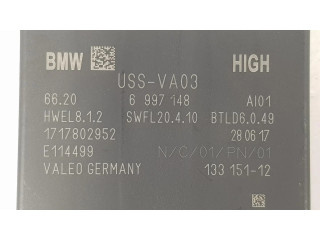 BMW HIGH
USS-VA03
66.20 6 997 148 AI01
HWEL8.1.2 SWFL20.4.10 BTLD6.0.49
1717802952 28.06.17
E114499 N/C/01/PN/01
VALEO GERMANY 133 151-12